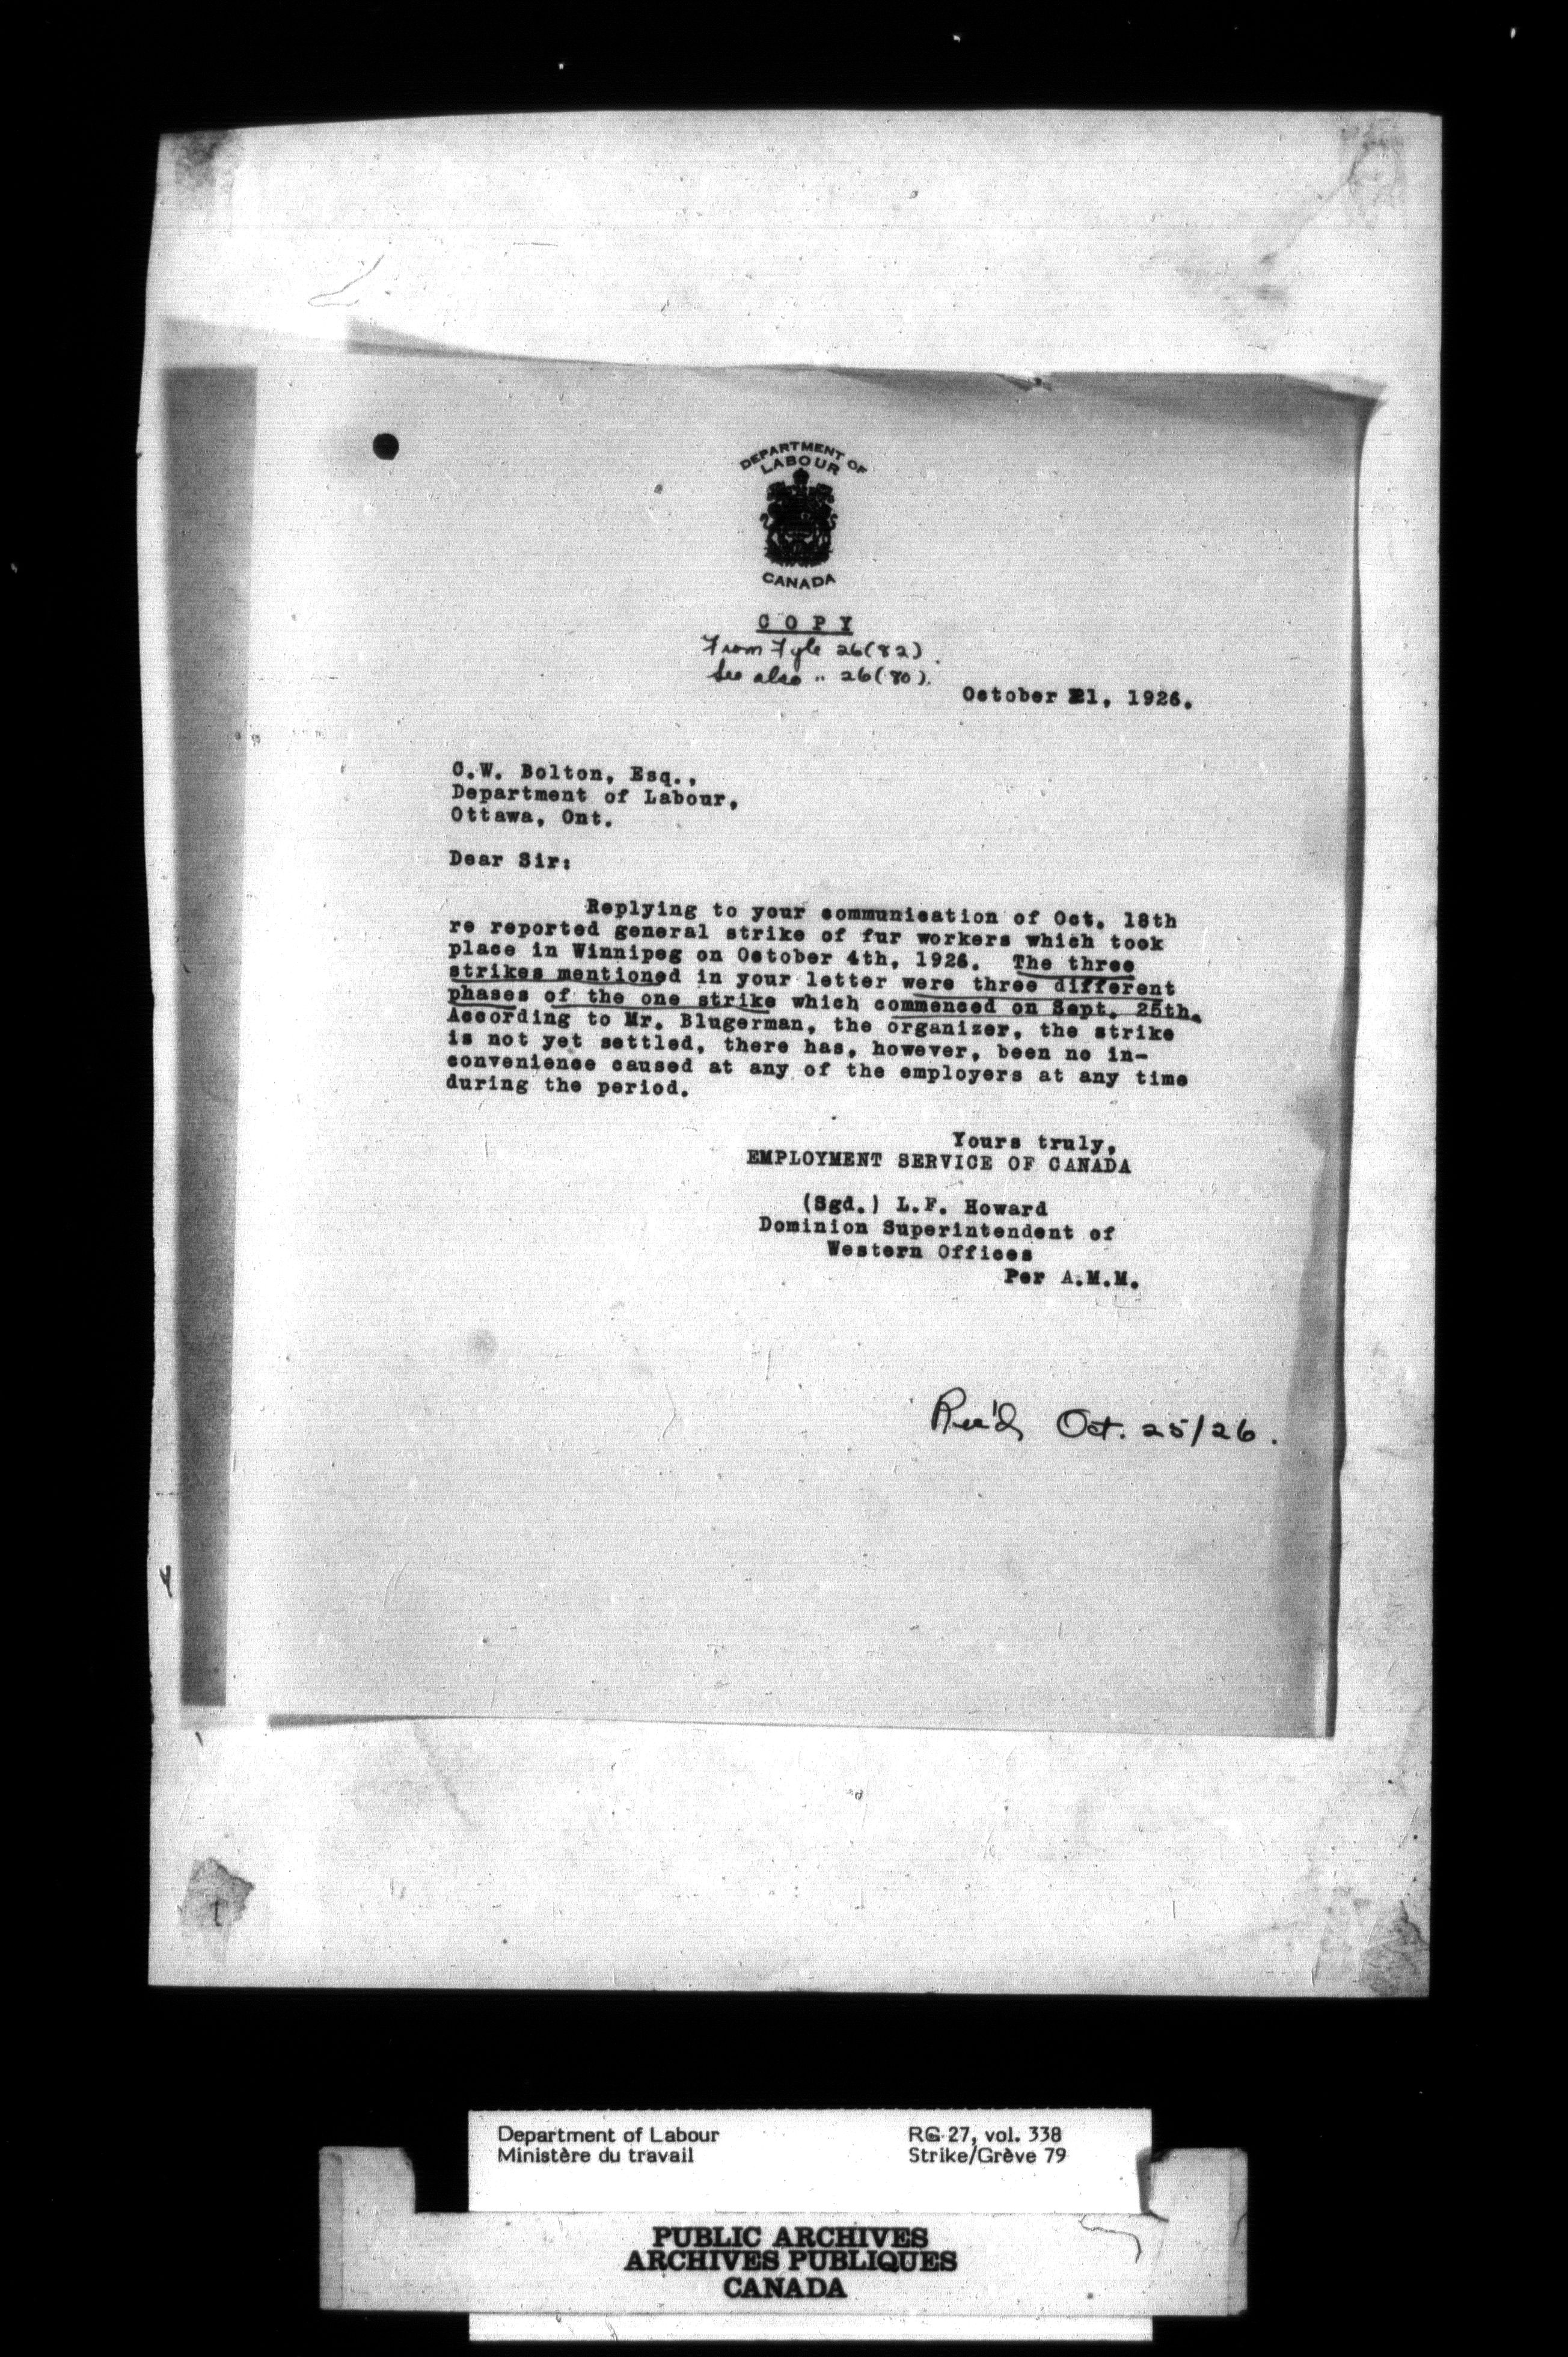 DEPARTMENT OF
LABOUR
CANADA
COPY
From Fyle 26(82).
See also " 26(80).
October 21, 1926.
C.W. Bolton, Esq.,
Department of Labour,
Ottawa, Ont.
Dear Sir:
Replying to your communication of Oct. 18th
re reported general strike of fur workers which took
place in Winnipeg on October 4th, 1926. The three
strikes mentioned in your letter were three different
phases of the one strike which commenced on Sept. 25th.
According to Mr. Blugerman, the organizer, the strike
is not yet settled, there has, however, been no in-
convenience caused at any of the employers at any time
during the period.
Yours truly,
EMPLOYMENT SERVICE OF CANADA
(Sgd.) L.F. Howard
Dominion Superintendent of
Western Offices
Per A.M.M.
Rec'd Oct. 25/26.
Department of Labour RG 27, vol. 338
Ministère du travail Strike/Grève 79
PUBLIC ARCHIVES
ARCHIVES PUBLIQUES
CANADA